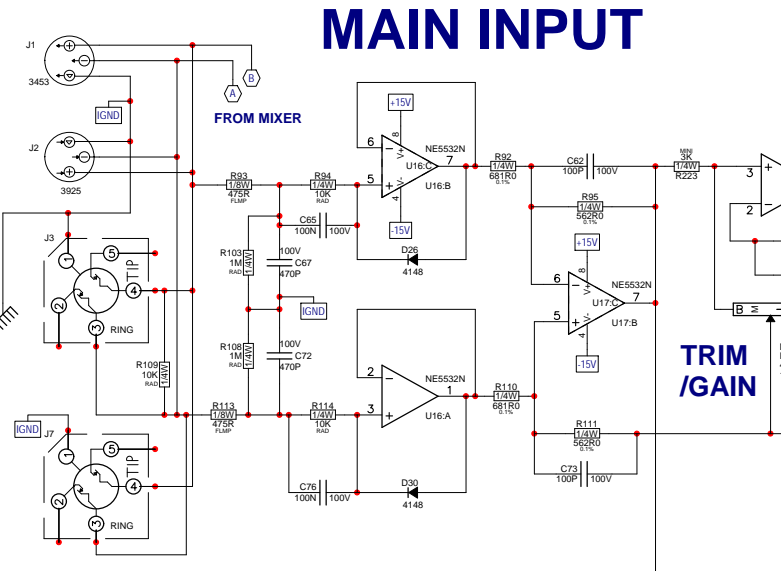 MAIN INPUT
J1
3453
IGND
A
B
FROM MIXER
J2
3925
J3
1
2
3
4
5
TIP
RING
R109
10K
RAD
1/4W
IGND
J7
1
2
3
4
5
TIP
RING
R93
1/8W
475R
FLMP
R94
1/4W
10K
RAD
C65
100N
100V
R103
1M
RAD
1/4W
100V
C67
470P
IGND
R108
1M
RAD
1/4W
100V
C72
470P
R113
1/8W
475R
FLMP
R114
1/4W
10K
RAD
C76
100N
100V
+15V
8
V+
6
5
7
NE5532N
U16:C
U16:B
V-
4
-15V
D26
4148
2
3
1
NE5532N
U16:A
D30
4148
R92
1/4W
681R0
0.1%
C62
100P
100V
R95
1/4W
562R0
0.1%
+15V
8
V+
6
5
7
NE5532N
U17:C
U17:B
V-
4
-15V
R110
1/4W
681R0
0.1%
R111
1/4W
562R0
0.1%
C73
100P
100V
MINI
3K
1/4W
R223
3
2
B
M
TRIM
/GAIN